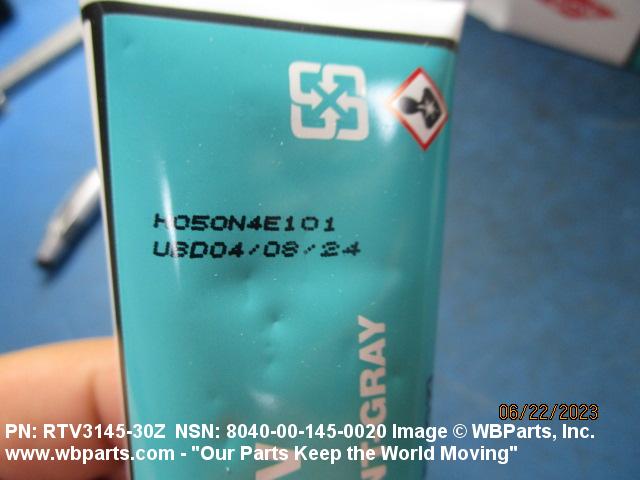 H050N4E101
UBD04/08/24
GRAY
06/22/2023
PN: RTV3145-30Z NSN: 8040-00-145-0020 Image © WBParts, Inc.
www.wbparts.com - "Our Parts Keep the World Moving"